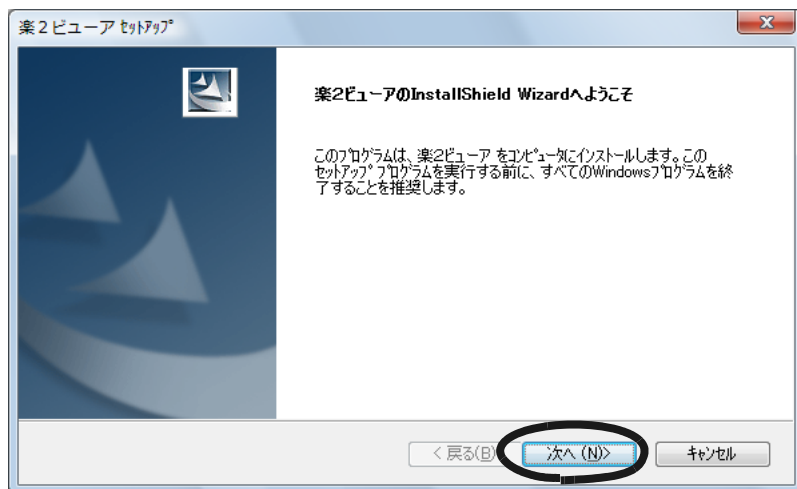 楽2ビューア ｾｯﾄｱｯﾌﾟ
楽2ビューアのInstallShield Wizardへようこそ
このﾌﾟﾛｸﾞﾗﾑは、楽2ビューア をｺﾝﾋﾟｭｰﾀにｲﾝｽﾄｰﾙします。この
ｾｯﾄｱｯﾌﾟ ﾌﾟﾛｸﾞﾗﾑを実行する前に、すべてのWindowsﾌﾟﾛｸﾞﾗﾑを終
了することを推奨します。
< 戻る(B) 次へ (N)> ｷｬﾝｾﾙ